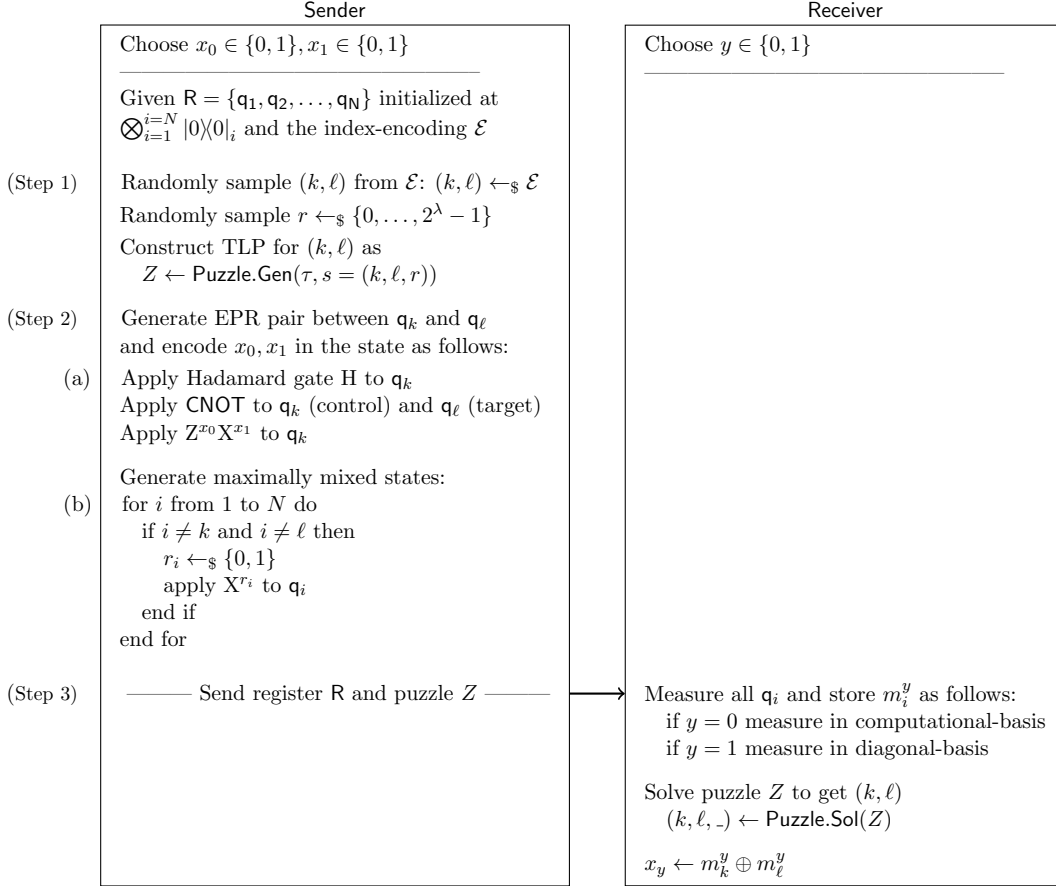 Sender
Receiver
Choose x₀ ∈ {0, 1}, x₁ ∈ {0, 1}
Choose y ∈ {0, 1}
Given R = {q₁, q₂, . . . , q_N} initialized at
⨂_{i=1}^{i=N} |0⟩⟨0|_i and the index-encoding ℰ
(Step 1)
Randomly sample (k, ℓ) from ℰ: (k, ℓ) ←$ ℰ
Randomly sample r ←$ {0, . . . , 2^λ − 1}
Construct TLP for (k, ℓ) as
Z ← Puzzle.Gen(τ, s = (k, ℓ, r))
(Step 2)
Generate EPR pair between q_k and q_ℓ
and encode x₀, x₁ in the state as follows:
(a)
Apply Hadamard gate H to q_k
Apply CNOT to q_k (control) and q_ℓ (target)
Apply Z^{x₀}X^{x₁} to q_k
Generate maximally mixed states:
(b)
for i from 1 to N do
if i ≠ k and i ≠ ℓ then
r_i ←$ {0, 1}
apply X^{r_i} to q_i
end if
end for
(Step 3)
Send register R and puzzle Z
Measure all q_i and store m_i^y as follows:
if y = 0 measure in computational-basis
if y = 1 measure in diagonal-basis
Solve puzzle Z to get (k, ℓ)
(k, ℓ, _) ← Puzzle.Sol(Z)
x_y ← m_k^y ⊕ m_ℓ^y